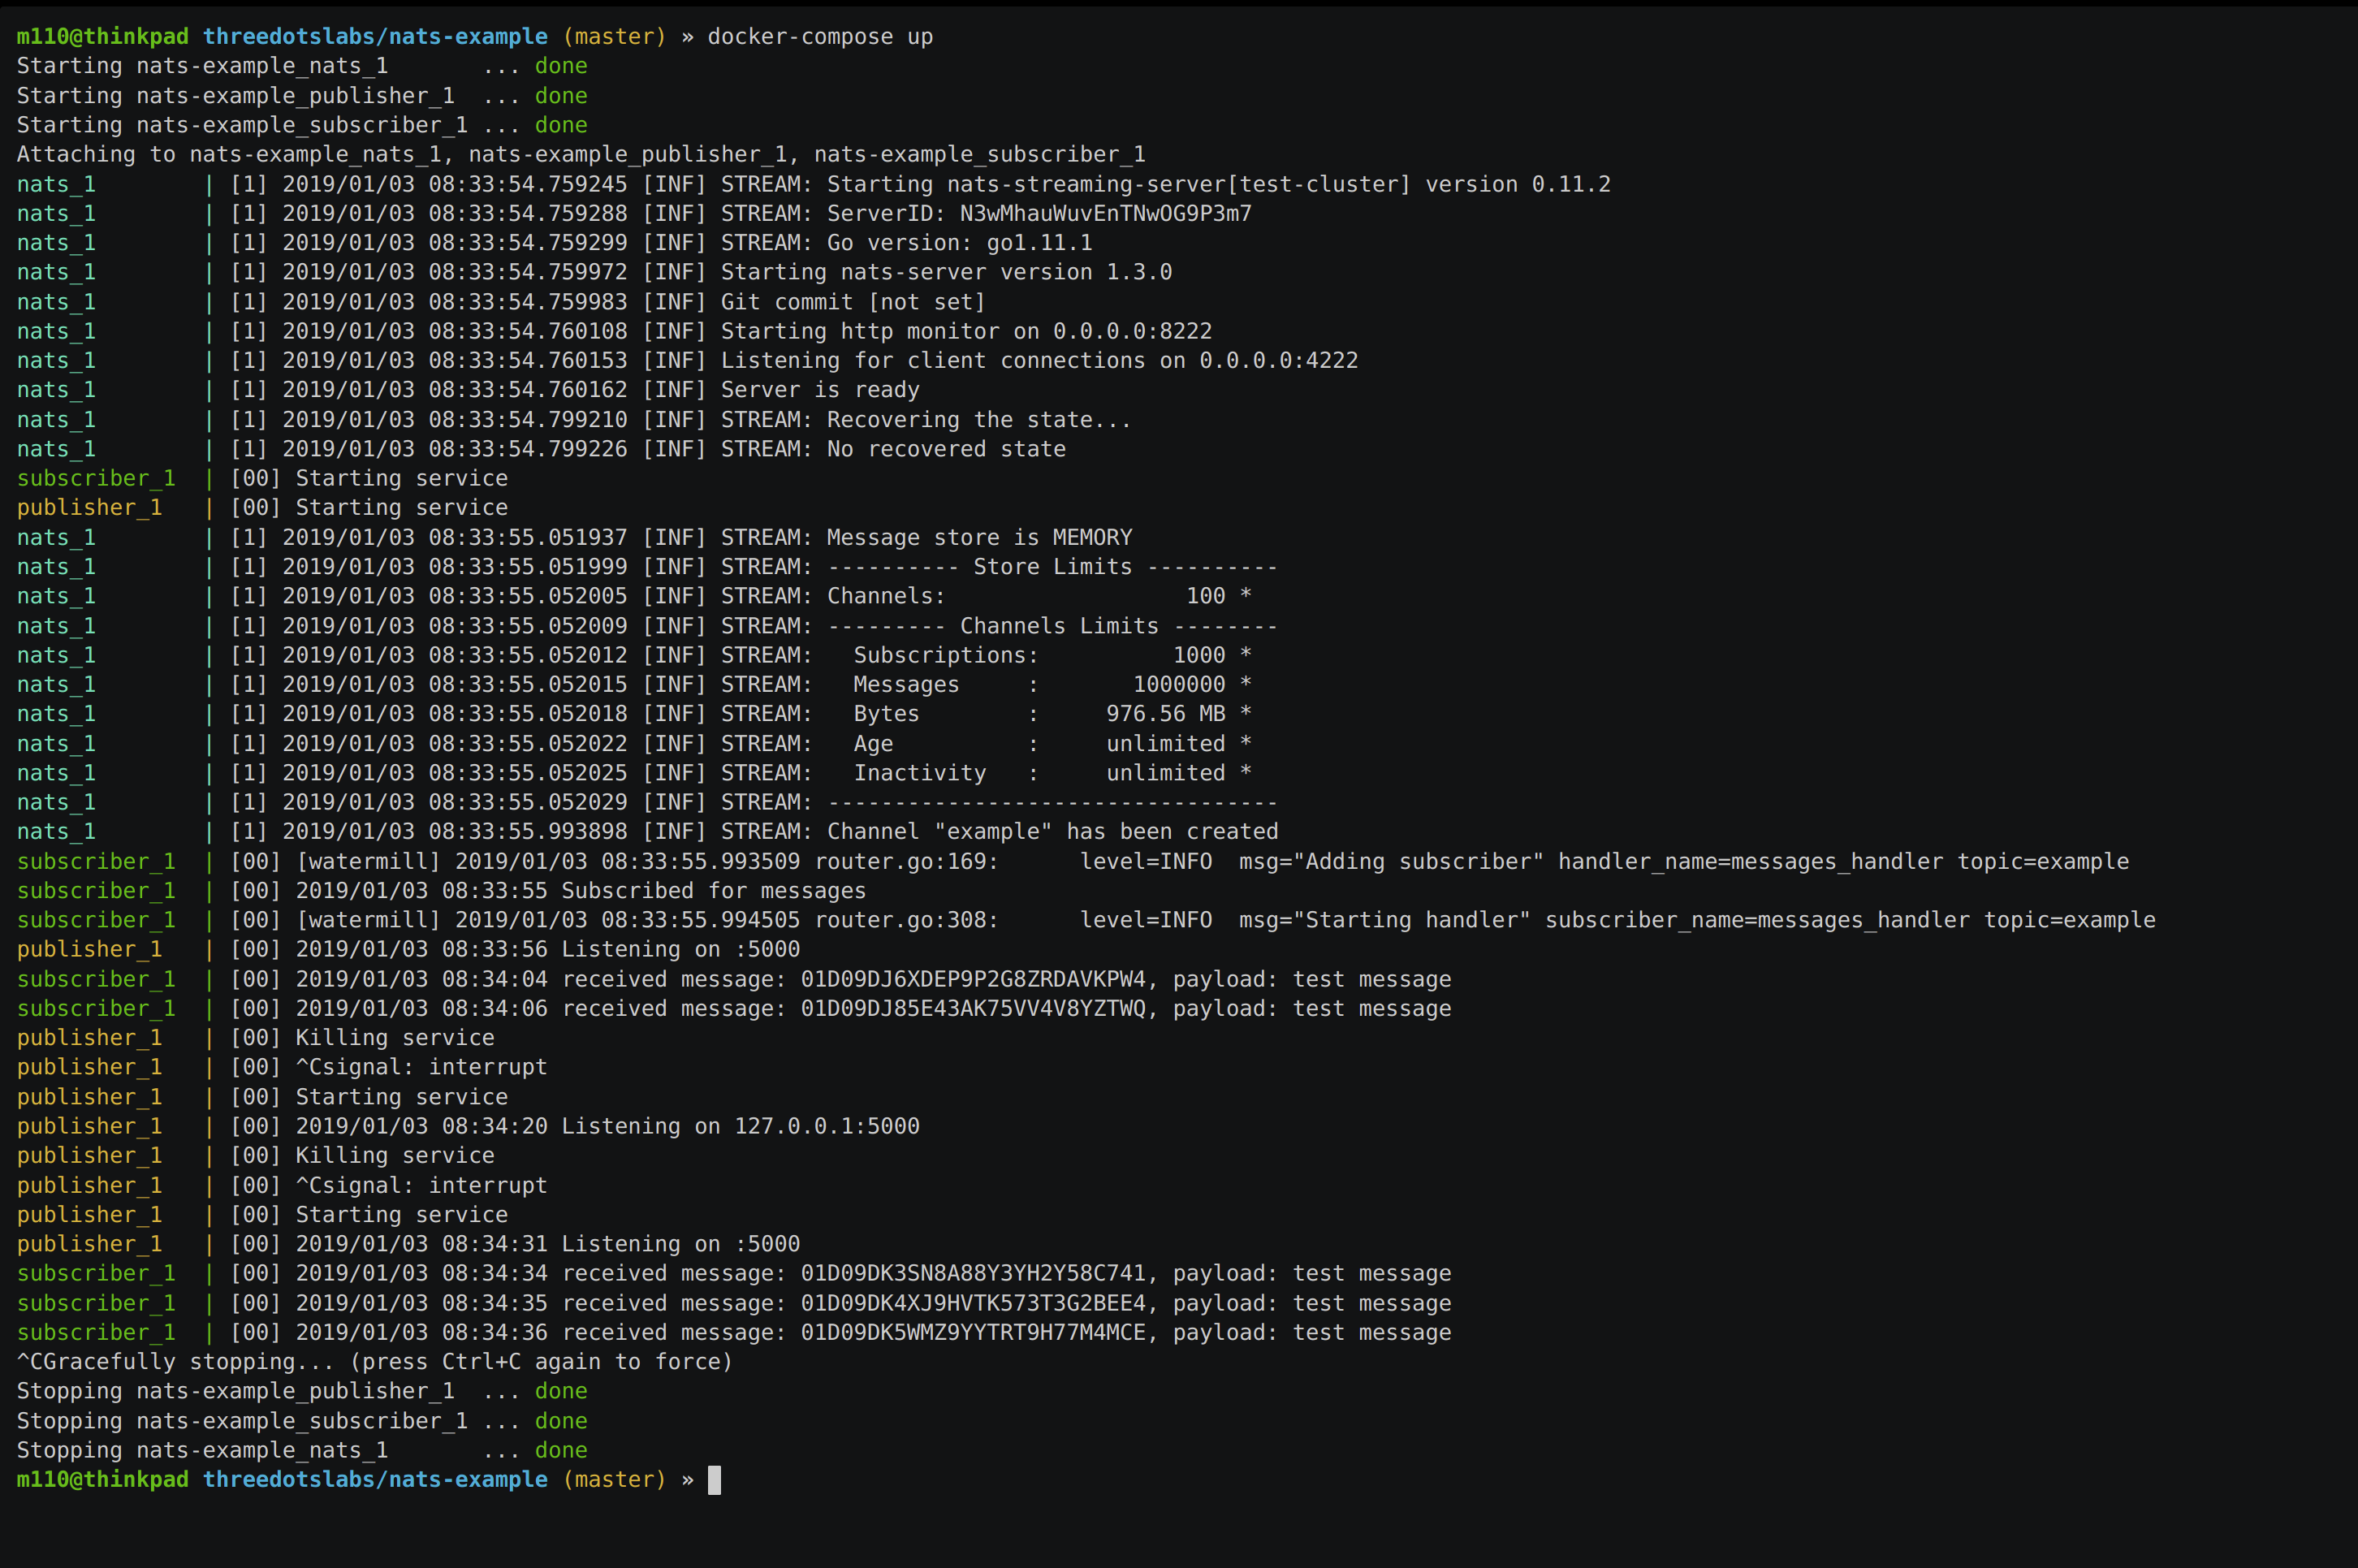 m110@thinkpad threedotslabs/nats-example (master) » docker-compose up
Starting nats-example_nats_1       ... done
Starting nats-example_publisher_1  ... done
Starting nats-example_subscriber_1 ... done
Attaching to nats-example_nats_1, nats-example_publisher_1, nats-example_subscriber_1
nats_1        | [1] 2019/01/03 08:33:54.759245 [INF] STREAM: Starting nats-streaming-server[test-cluster] version 0.11.2
nats_1        | [1] 2019/01/03 08:33:54.759288 [INF] STREAM: ServerID: N3wMhauWuvEnTNwOG9P3m7
nats_1        | [1] 2019/01/03 08:33:54.759299 [INF] STREAM: Go version: go1.11.1
nats_1        | [1] 2019/01/03 08:33:54.759972 [INF] Starting nats-server version 1.3.0
nats_1        | [1] 2019/01/03 08:33:54.759983 [INF] Git commit [not set]
nats_1        | [1] 2019/01/03 08:33:54.760108 [INF] Starting http monitor on 0.0.0.0:8222
nats_1        | [1] 2019/01/03 08:33:54.760153 [INF] Listening for client connections on 0.0.0.0:4222
nats_1        | [1] 2019/01/03 08:33:54.760162 [INF] Server is ready
nats_1        | [1] 2019/01/03 08:33:54.799210 [INF] STREAM: Recovering the state...
nats_1        | [1] 2019/01/03 08:33:54.799226 [INF] STREAM: No recovered state
subscriber_1  | [00] Starting service
publisher_1   | [00] Starting service
nats_1        | [1] 2019/01/03 08:33:55.051937 [INF] STREAM: Message store is MEMORY
nats_1        | [1] 2019/01/03 08:33:55.051999 [INF] STREAM: ---------- Store Limits ----------
nats_1        | [1] 2019/01/03 08:33:55.052005 [INF] STREAM: Channels:                  100 *
nats_1        | [1] 2019/01/03 08:33:55.052009 [INF] STREAM: --------- Channels Limits --------
nats_1        | [1] 2019/01/03 08:33:55.052012 [INF] STREAM:   Subscriptions:          1000 *
nats_1        | [1] 2019/01/03 08:33:55.052015 [INF] STREAM:   Messages     :       1000000 *
nats_1        | [1] 2019/01/03 08:33:55.052018 [INF] STREAM:   Bytes        :     976.56 MB *
nats_1        | [1] 2019/01/03 08:33:55.052022 [INF] STREAM:   Age          :     unlimited *
nats_1        | [1] 2019/01/03 08:33:55.052025 [INF] STREAM:   Inactivity   :     unlimited *
nats_1        | [1] 2019/01/03 08:33:55.052029 [INF] STREAM: ----------------------------------
nats_1        | [1] 2019/01/03 08:33:55.993898 [INF] STREAM: Channel "example" has been created
subscriber_1  | [00] [watermill] 2019/01/03 08:33:55.993509 router.go:169:      level=INFO  msg="Adding subscriber" handler_name=messages_handler topic=example
subscriber_1  | [00] 2019/01/03 08:33:55 Subscribed for messages
subscriber_1  | [00] [watermill] 2019/01/03 08:33:55.994505 router.go:308:      level=INFO  msg="Starting handler" subscriber_name=messages_handler topic=example
publisher_1   | [00] 2019/01/03 08:33:56 Listening on :5000
subscriber_1  | [00] 2019/01/03 08:34:04 received message: 01D09DJ6XDEP9P2G8ZRDAVKPW4, payload: test message
subscriber_1  | [00] 2019/01/03 08:34:06 received message: 01D09DJ85E43AK75VV4V8YZTWQ, payload: test message
publisher_1   | [00] Killing service
publisher_1   | [00] ^Csignal: interrupt
publisher_1   | [00] Starting service
publisher_1   | [00] 2019/01/03 08:34:20 Listening on 127.0.0.1:5000
publisher_1   | [00] Killing service
publisher_1   | [00] ^Csignal: interrupt
publisher_1   | [00] Starting service
publisher_1   | [00] 2019/01/03 08:34:31 Listening on :5000
subscriber_1  | [00] 2019/01/03 08:34:34 received message: 01D09DK3SN8A88Y3YH2Y58C741, payload: test message
subscriber_1  | [00] 2019/01/03 08:34:35 received message: 01D09DK4XJ9HVTK573T3G2BEE4, payload: test message
subscriber_1  | [00] 2019/01/03 08:34:36 received message: 01D09DK5WMZ9YYTRT9H77M4MCE, payload: test message
^CGracefully stopping... (press Ctrl+C again to force)
Stopping nats-example_publisher_1  ... done
Stopping nats-example_subscriber_1 ... done
Stopping nats-example_nats_1       ... done
m110@thinkpad threedotslabs/nats-example (master) »